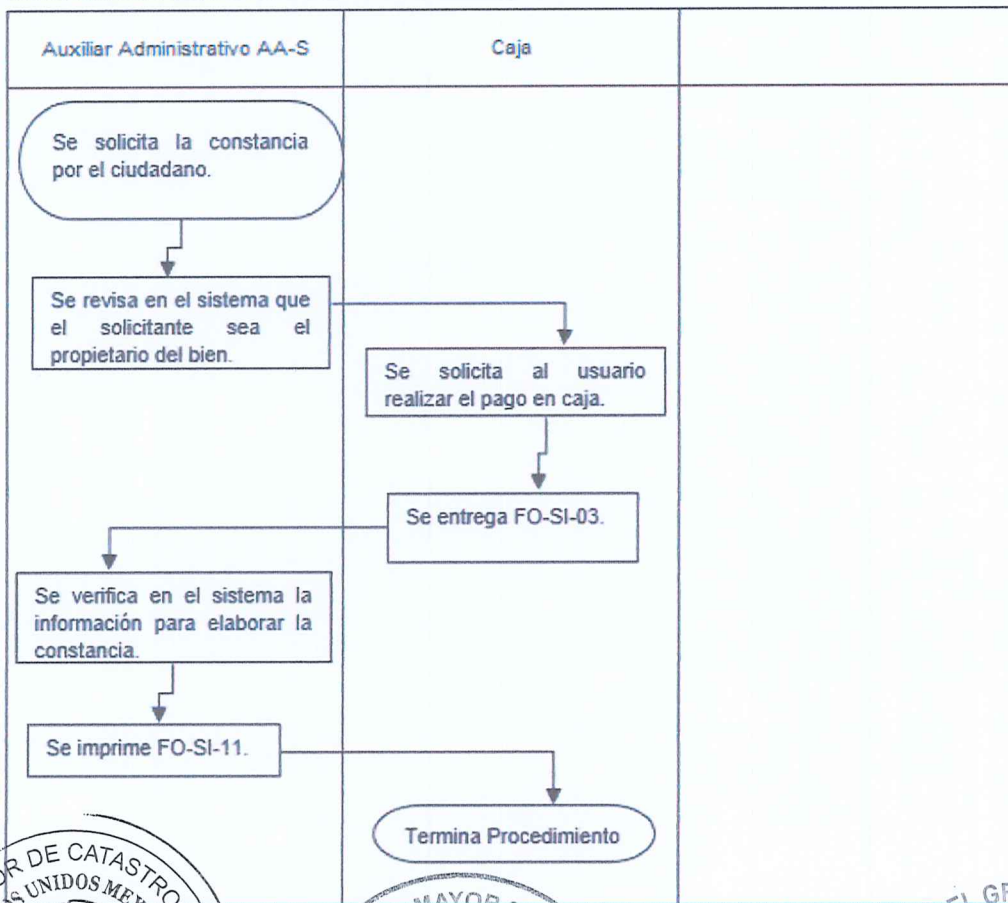 Auxiliar Administrativo AA-S
Caja
Se solicita la constancia
por el ciudadano.
Se revisa en el sistema que
el solicitante sea el
propietario del bien.
Se solicita al usuario
realizar el pago en caja.
Se entrega FO-SI-03.
Se verifica en el sistema la
información para elaborar la
constancia.
Se imprime FO-SI-11.
Termina Procedimiento
DE CATASTRO
UNIDOS
MAYOR